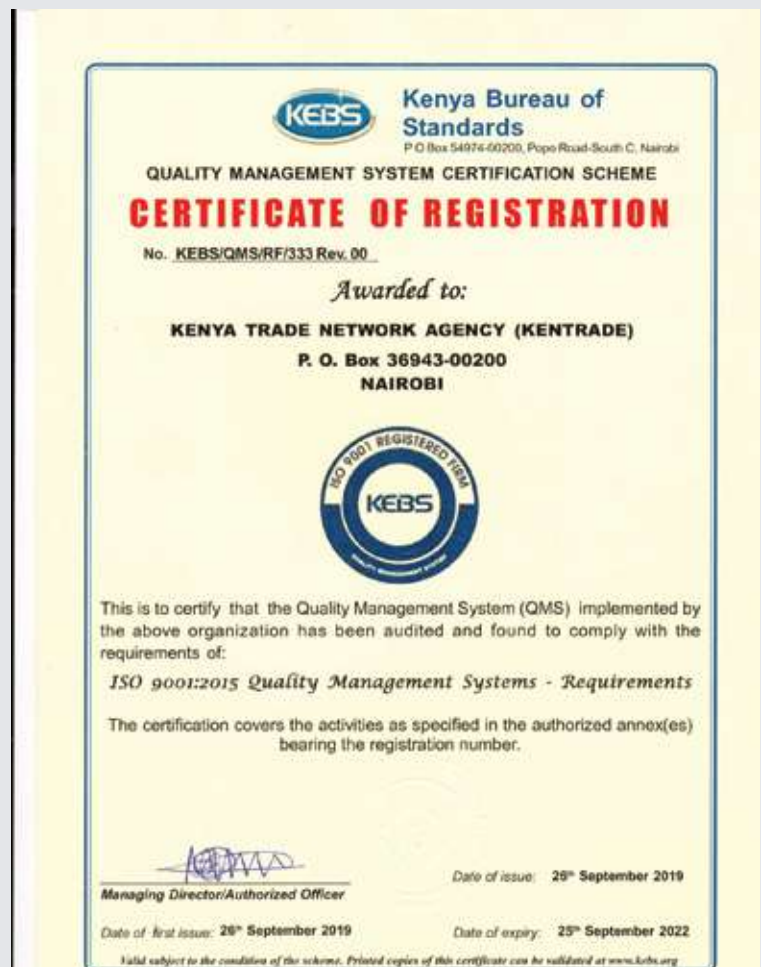 KEBS
Kenya Bureau of
Standards
P O Box 54974-00200, Popo Road-South C, Nairobi
QUALITY MANAGEMENT SYSTEM CERTIFICATION SCHEME
CERTIFICATE OF REGISTRATION
No. KEBS/QMS/RF/333 Rev. 00
Awarded to:
KENYA TRADE NETWORK AGENCY (KENTRADE)
P. O. Box 36943-00200
NAIROBI
ISO 9001 REGISTERED FIRM
KEBS
QUALITY MANAGEMENT SYSTEM
This is to certify that the Quality Management System (QMS) implemented by
the above organization has been audited and found to comply with the
requirements of:
ISO 9001:2015 Quality Management Systems - Requirements
The certification covers the activities as specified in the authorized annex(es)
bearing the registration number.
Managing Director/Authorized Officer
Date of issue: 26th September 2019
Date of first issue: 26th September 2019
Date of expiry: 25th September 2022
Valid subject to the condition of the scheme. Printed copies of this certificate can be validated at www.kebs.org